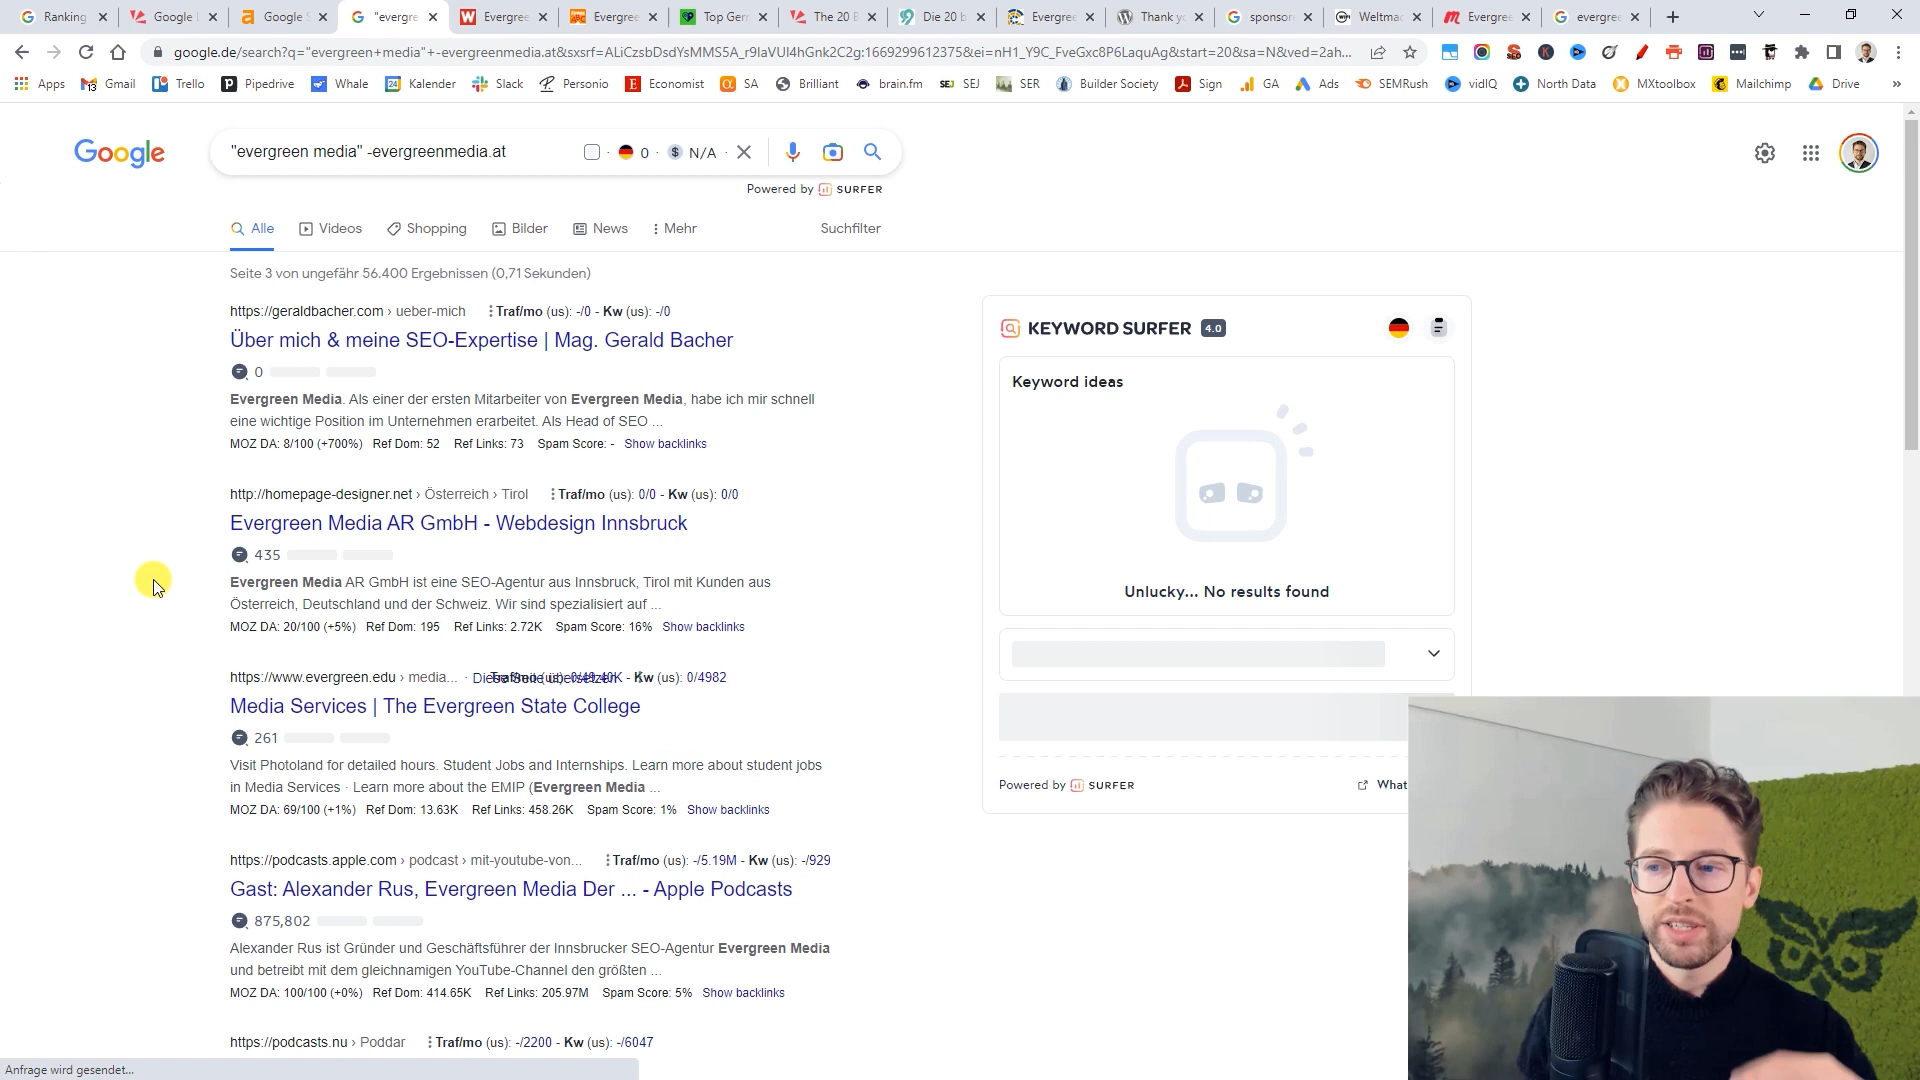 Ranking
Google L
Google S
"evergre
Evergree
Evergree
Top Ger
The 20 B
Die 20 b
Evergree
Thank yo
sponsor
Weltma
Evergree
evergree
google.de/search?q="evergreen+media"+-evergreenmedia.at&sxsrf=ALiCzsbDsdYsMMS5A_r9IaVUI4hGnk2C2g:1669299612375&ei=nH1_Y9C_FveGxc8P6LaquAg&start=20&sa=N&ved=2ah...
Apps
Gmail
Trello
Pipedrive
Whale
Kalender
Slack
Personio
Economist
SA
Brilliant
brain.fm
SEJ
SER
Builder Society
Sign
GA
Ads
SEMRush
vidIQ
North Data
MXtoolbox
Mailchimp
Drive
»
Google
"evergreen media" -evergreenmedia.at
· 0 · $ N/A ·
Powered by SURFER
Alle
Videos
Shopping
Bilder
News
Mehr
Suchfilter
Seite 3 von ungefähr 56.400 Ergebnissen (0,71 Sekunden)
https://geraldbacher.com › ueber-mich Traf/mo (us): -/0 - Kw (us): -/0
Über mich & meine SEO-Expertise | Mag. Gerald Bacher
0
Evergreen Media. Als einer der ersten Mitarbeiter von Evergreen Media, habe ich mir schnell
eine wichtige Position im Unternehmen erarbeitet. Als Head of SEO ...
MOZ DA: 8/100 (+700%) Ref Dom: 52 Ref Links: 73 Spam Score: - Show backlinks
http://homepage-designer.net › Österreich › Tirol Traf/mo (us): 0/0 - Kw (us): 0/0
Evergreen Media AR GmbH - Webdesign Innsbruck
435
Evergreen Media AR GmbH ist eine SEO-Agentur aus Innsbruck, Tirol mit Kunden aus
Österreich, Deutschland und der Schweiz. Wir sind spezialisiert auf ...
MOZ DA: 20/100 (+5%) Ref Dom: 195 Ref Links: 2.72K Spam Score: 16% Show backlinks
https://www.evergreen.edu › media... · Diese Seite übersetzen Traf/mo (us): 0/49.40K - Kw (us): 0/4982
Media Services | The Evergreen State College
261
Visit Photoland for detailed hours. Student Jobs and Internships. Learn more about student jobs
in Media Services · Learn more about the EMIP (Evergreen Media ...
MOZ DA: 69/100 (+1%) Ref Dom: 13.63K Ref Links: 458.26K Spam Score: 1% Show backlinks
https://podcasts.apple.com › podcast › mit-youtube-von... Traf/mo (us): -/5.19M - Kw (us): -/929
Gast: Alexander Rus, Evergreen Media Der ... - Apple Podcasts
875,802
Alexander Rus ist Gründer und Geschäftsführer der Innsbrucker SEO-Agentur Evergreen Media
und betreibt mit dem gleichnamigen YouTube-Channel den größten ...
MOZ DA: 100/100 (+0%) Ref Dom: 414.65K Ref Links: 205.97M Spam Score: 5% Show backlinks
https://podcasts.nu › Poddar Traf/mo (us): -/2200 - Kw (us): -/6047
KEYWORD SURFER 4.0
Keyword ideas
Unlucky... No results found
Powered by SURFER
What
Anfrage wird gesendet...